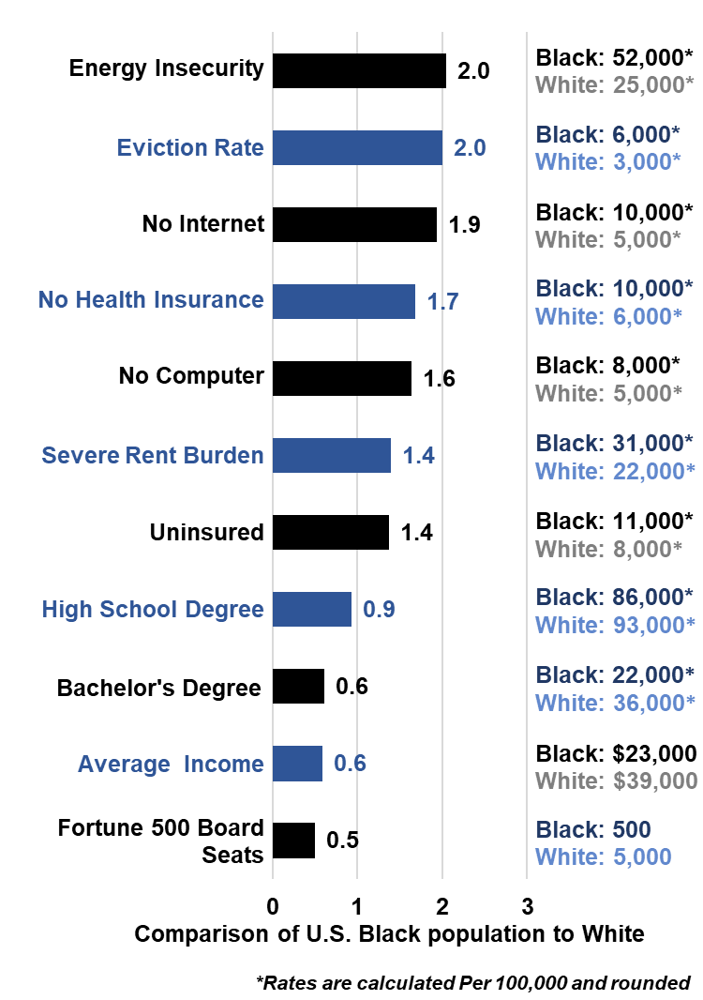 Energy Insecurity 2.0 Black: 52,000*
White: 25,000*
Eviction Rate 2.0 Black: 6,000*
White: 3,000*
No Internet 1.9 Black: 10,000*
White: 5,000*
No Health Insurance 1.7 Black: 10,000*
White: 6,000*
No Computer 1.6 Black: 8,000*
White: 5,000*
Severe Rent Burden 1.4 Black: 31,000*
White: 22,000*
Uninsured 1.4 Black: 11,000*
White: 8,000*
High School Degree 0.9 Black: 86,000*
White: 93,000*
Bachelor's Degree 0.6 Black: 22,000*
White: 36,000*
Average Income 0.6 Black: $23,000
White: $39,000
Fortune 500 Board
Seats 0.5 Black: 500
White: 5,000
0 1 2 3
Comparison of U.S. Black population to White
*Rates are calculated Per 100,000 and rounded